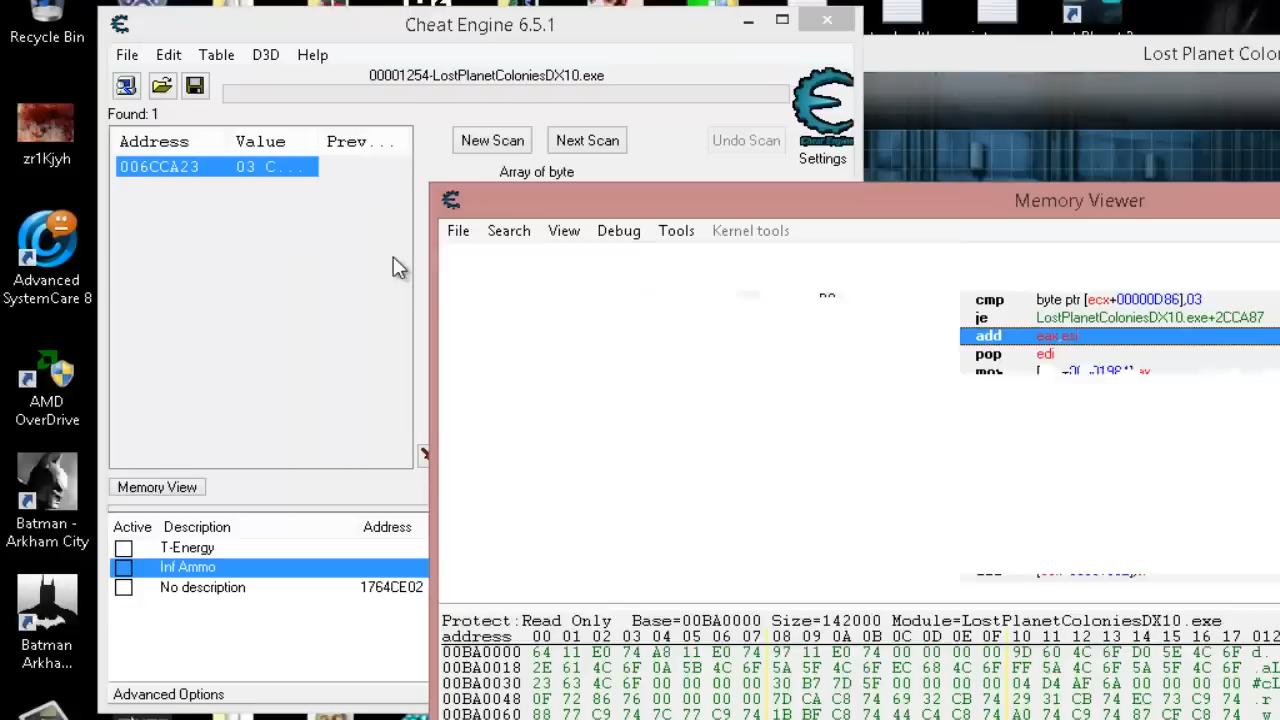 Recycle Bin
zr1Kjyh
Advanced
SystemCare 8
AMD
OverDrive
Batman -
Arkham City
Batman
Arkha...
Cheat Engine 6.5.1
File Edit Table D3D Help
00001254-LostPlanetColoniesDX10.exe
Found: 1
Address Value Prev...
006CCA23 03 C...
New Scan Next Scan Undo Scan
Settings
Array of byte
Memory View
Active Description Address
T-Energy
Inf Ammo
No description 1764CE02
Advanced Options
Lost Planet Colo
Memory Viewer
File Search View Debug Tools Kernel tools
cmp byte ptr [ecx+00000D86],03
je LostPlanetColoniesDX10.exe+2CCA87
add eax,esi
pop edi
Protect:Read Only Base=00BA0000 Size=142000 Module=LostPlanetColoniesDX10.exe
address 00 01 02 03 04 05 06 07 08 09 0A 0B 0C 0D 0E 0F 10 11 12 13 14 15 16 17 012
00BA0000 64 11 E0 74 A8 11 E0 74 97 11 E0 74 00 00 00 00 9D 60 4C 6F D0 5E 4C 6F d.
00BA0018 2E 61 4C 6F 0A 5B 4C 6F 5A 5F 4C 6F EC 68 4C 6F FF 5A 4C 6F 5F 5A 4C 6F .aL
00BA0030 23 63 4C 6F 00 00 00 00 30 B7 7D 5F 00 00 00 00 04 D4 AF 6A 00 00 00 00 #cL
00BA0048 0F 72 86 76 00 00 00 00 7D CA C8 74 69 32 CB 74 29 31 CB 74 EC 73 C9 74 .r
00BA0060 88 77 C9 74 7C 77 C9 74 1B BF C8 74 44 C4 C8 74 A0 74 C9 74 87 CF C8 74